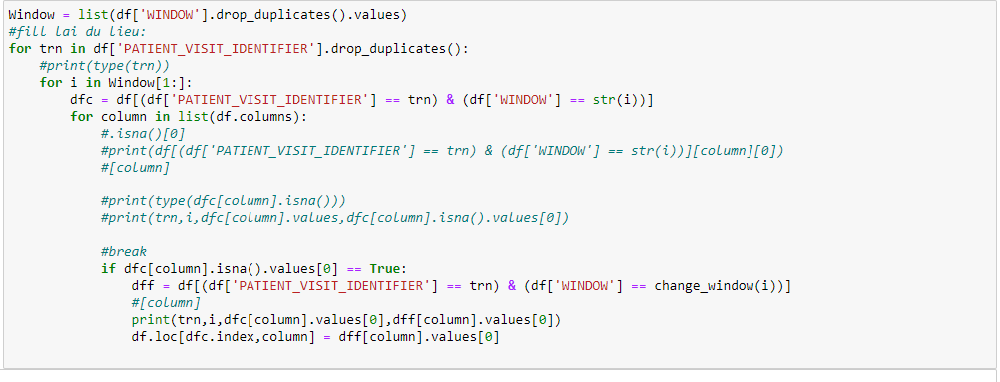 Window = list(df['WINDOW'].drop_duplicates().values)
#fill lai du lieu:
for trn in df['PATIENT_VISIT_IDENTIFIER'].drop_duplicates():
    #print(type(trn))
    for i in Window[1:]:
        dfc = df[(df['PATIENT_VISIT_IDENTIFIER'] == trn) & (df['WINDOW'] == str(i))]
        for column in list(df.columns):
            #.isna()[0]
            #print(df[(df['PATIENT_VISIT_IDENTIFIER'] == trn) & (df['WINDOW'] == str(i))][column][0])
            #[column]

            #print(type(dfc[column].isna()))
            #print(trn,i,dfc[column].values,dfc[column].isna().values[0])

            #break
            if dfc[column].isna().values[0] == True:
                dff = df[(df['PATIENT_VISIT_IDENTIFIER'] == trn) & (df['WINDOW'] == change_window(i))]
                #[column]
                print(trn,i,dfc[column].values[0],dff[column].values[0])
                df.loc[dfc.index,column] = dff[column].values[0]